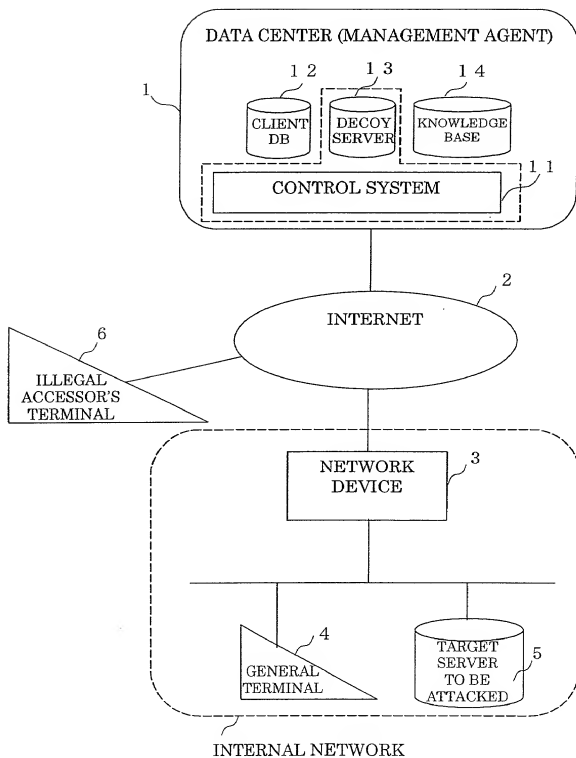 DATA CENTER (MANAGEMENT AGENT)
1
1 2
1 3
1 4
CLIENT
DB
DECOY
SERVER
KNOWLEDGE
BASE
CONTROL SYSTEM
1 1
2
INTERNET
6
ILLEGAL
ACCESSOR'S
TERMINAL
NETWORK
DEVICE
3
4
GENERAL
TERMINAL
TARGET
SERVER
TO BE
ATTACKED
5
INTERNAL NETWORK